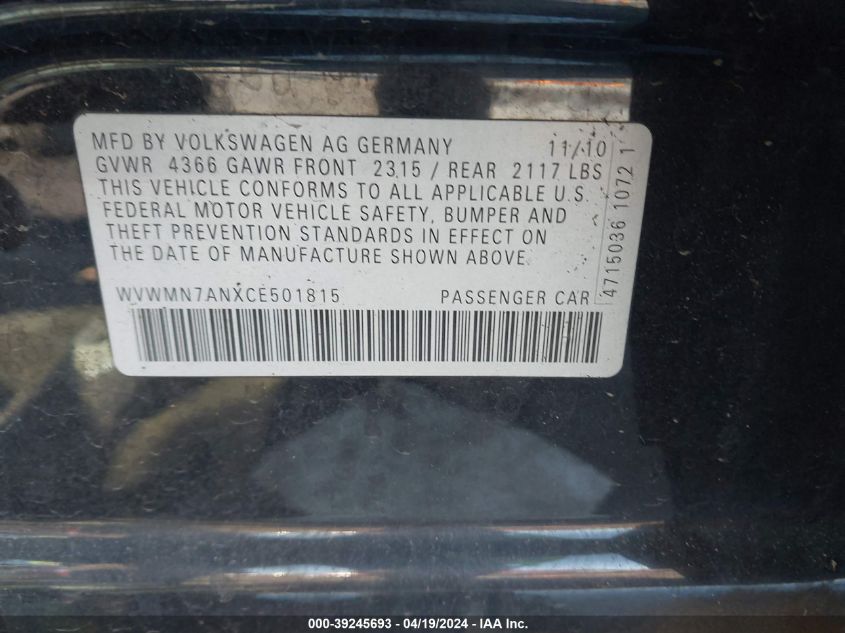 MFD BY VOLKSWAGEN AG GERMANY 11/10
GVWR 4366 GAWR FRONT 2315 / REAR 2117 LBS
THIS VEHICLE CONFORMS TO ALL APPLICABLE U.S.
FEDERAL MOTOR VEHICLE SAFETY, BUMPER AND
THEFT PREVENTION STANDARDS IN EFFECT ON
THE DATE OF MANUFACTURE SHOWN ABOVE.
WVWMN7ANXCE501815 PASSENGER CAR
4715036 1072 1
000-39245693 - 04/19/2024 - IAA Inc.